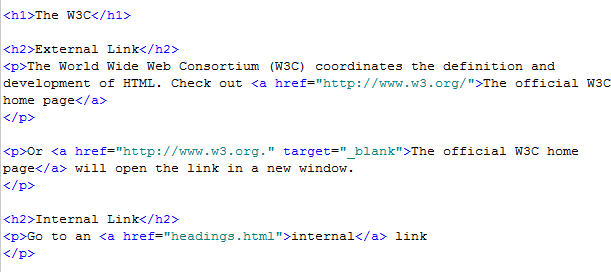 <h1>The W3C</h1>
<h2>External Link</h2>
<p>The World Wide Web Consortium (W3C) coordinates the definition and
development of HTML. Check out <a href="http://www.w3.org/">The official W3C
home page</a>
</p>
<p>Or <a href="http://www.w3.org." target="_blank">The official W3C home
page</a> will open the link in a new window.
</p>
<h2>Internal Link</h2>
<p>Go to an <a href="headings.html">internal</a> link
</p>